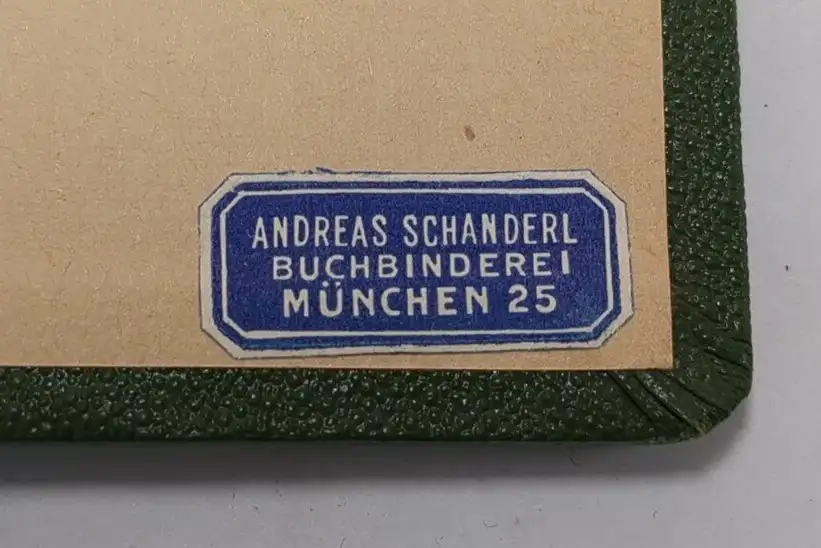 ANDREAS SCHANDERL
BUCHBINDEREI
MÜNCHEN 25